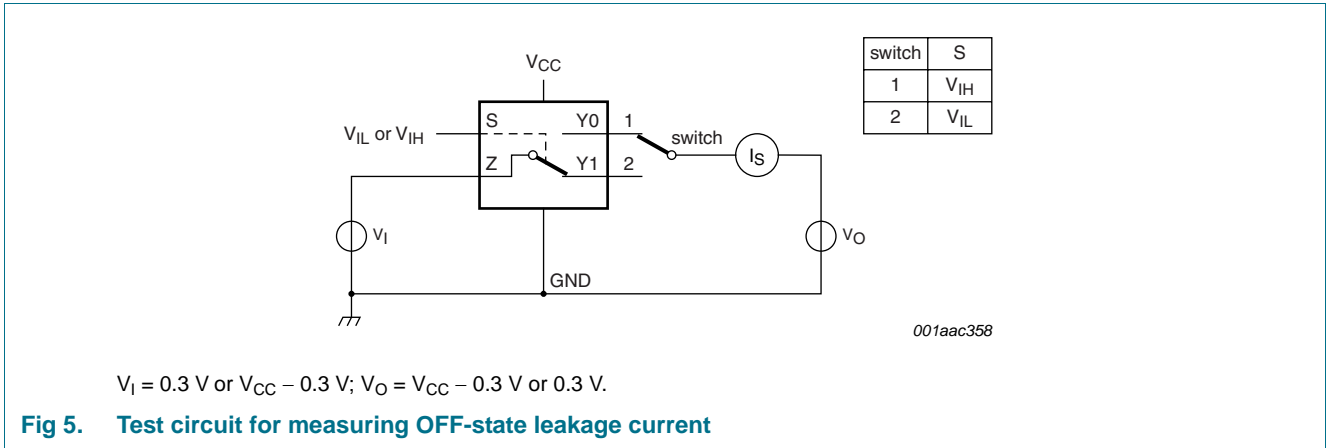 VCC
switch S
1 VIH
2 VIL
VIL or VIH
S Y0 1
switch
IS
Z Y1 2
VI
VO
GND
001aac358
VI = 0.3 V or VCC − 0.3 V; VO = VCC − 0.3 V or 0.3 V.
Fig 5. Test circuit for measuring OFF-state leakage current